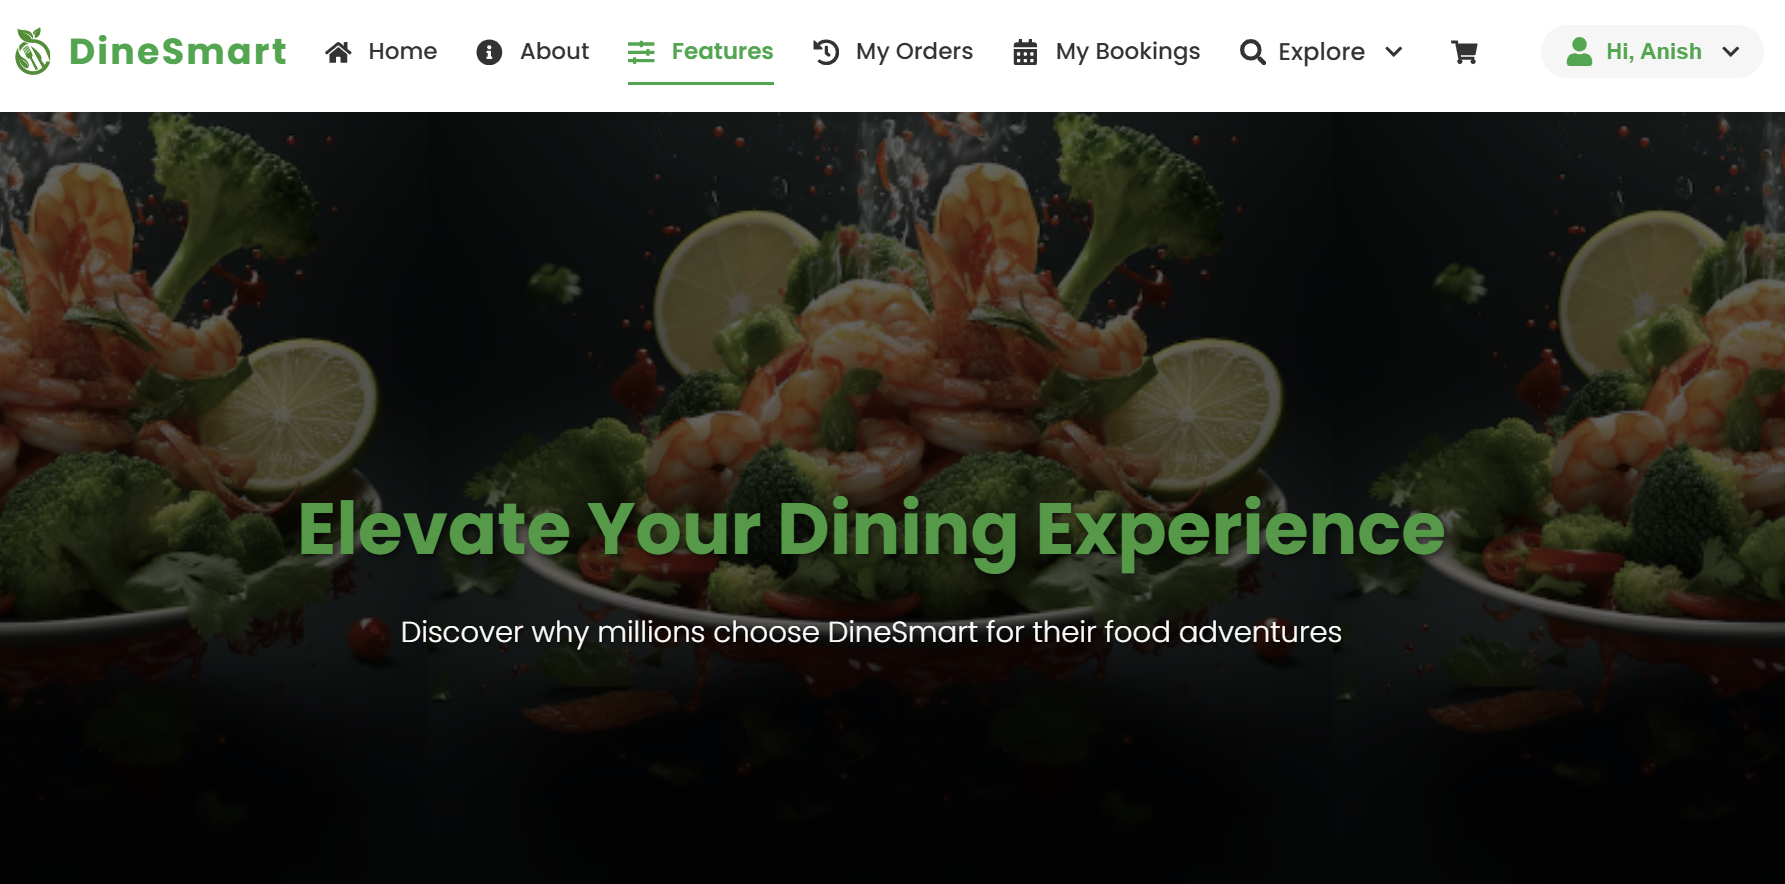 DineSmart Home About Features My Orders My Bookings Explore Hi, Anish
Elevate Your Dining Experience
Discover why millions choose DineSmart for their food adventures